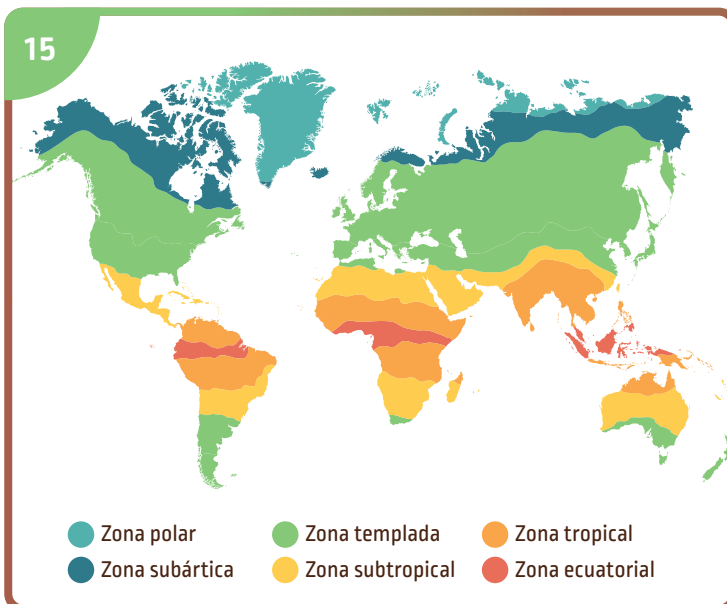 15
Zona polar
Zona templada
Zona tropical
Zona subártica
Zona subtropical
Zona ecuatorial